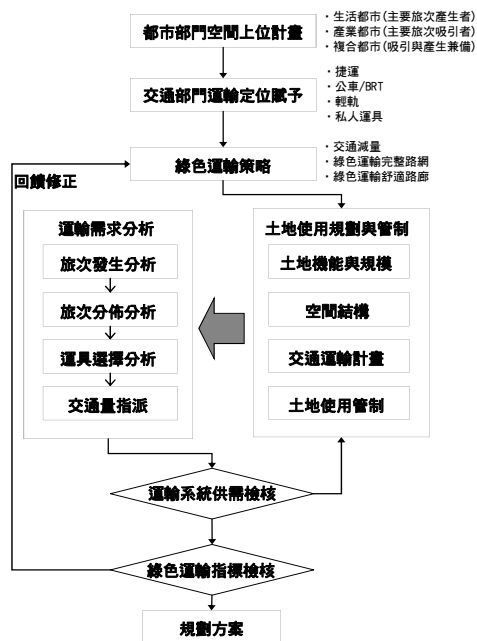 都市部門空間上位計畫
・生活都市(主要旅次產生者)
・產業都市(主要旅次吸引者)
・複合都市(吸引與產生兼備)
交通部門運輸定位賦予
・捷運
・公車/BRT
・輕軌
・私人運具
綠色運輸策略
・交通減量
・綠色運輸完整路網
・綠色運輸舒適路廊
回饋修正
運輸需求分析
旅次發生分析
旅次分佈分析
運具選擇分析
交通量指派
土地使用規劃與管制
土地機能與規模
空間結構
交通運輸計畫
土地使用管制
運輸系統供需檢核
綠色運輸指標檢核
規劃方案